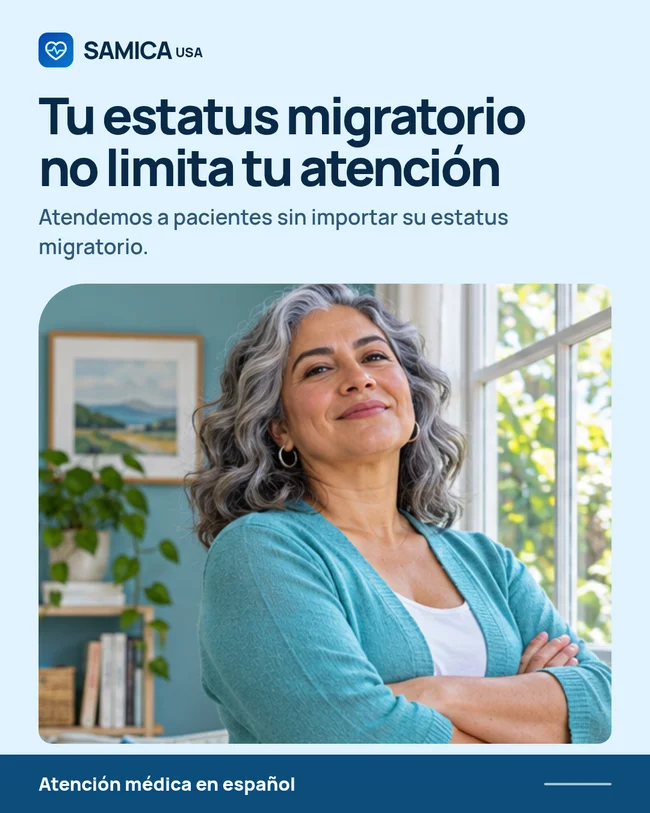 SAMICA USA
Tu estatus migratorio
no limita tu atención
Atendemos a pacientes sin importar su estatus
migratorio.
Atención médica en español